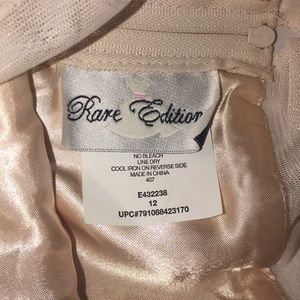 Rare Edition
NO BLEACH
LINE DRY
COOL IRON ON REVERSE SIDE
MADE IN CHINA
407
E432238
12
UPC#791088423170